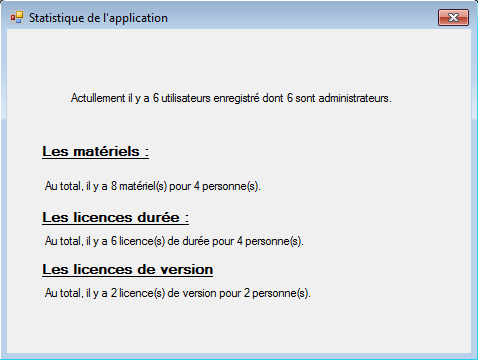 Statistique de l'application
Actullement il y a 6 utilisateurs enregistré dont 6 sont administrateurs.
Les matériels :
Au total, il y a 8 matériel(s) pour 4 personne(s).
Les licences durée :
Au total, il y a 6 licence(s) de durée pour 4 personne(s).
Les licences de version
Au total, il y a 2 licence(s) de version pour 2 personne(s).